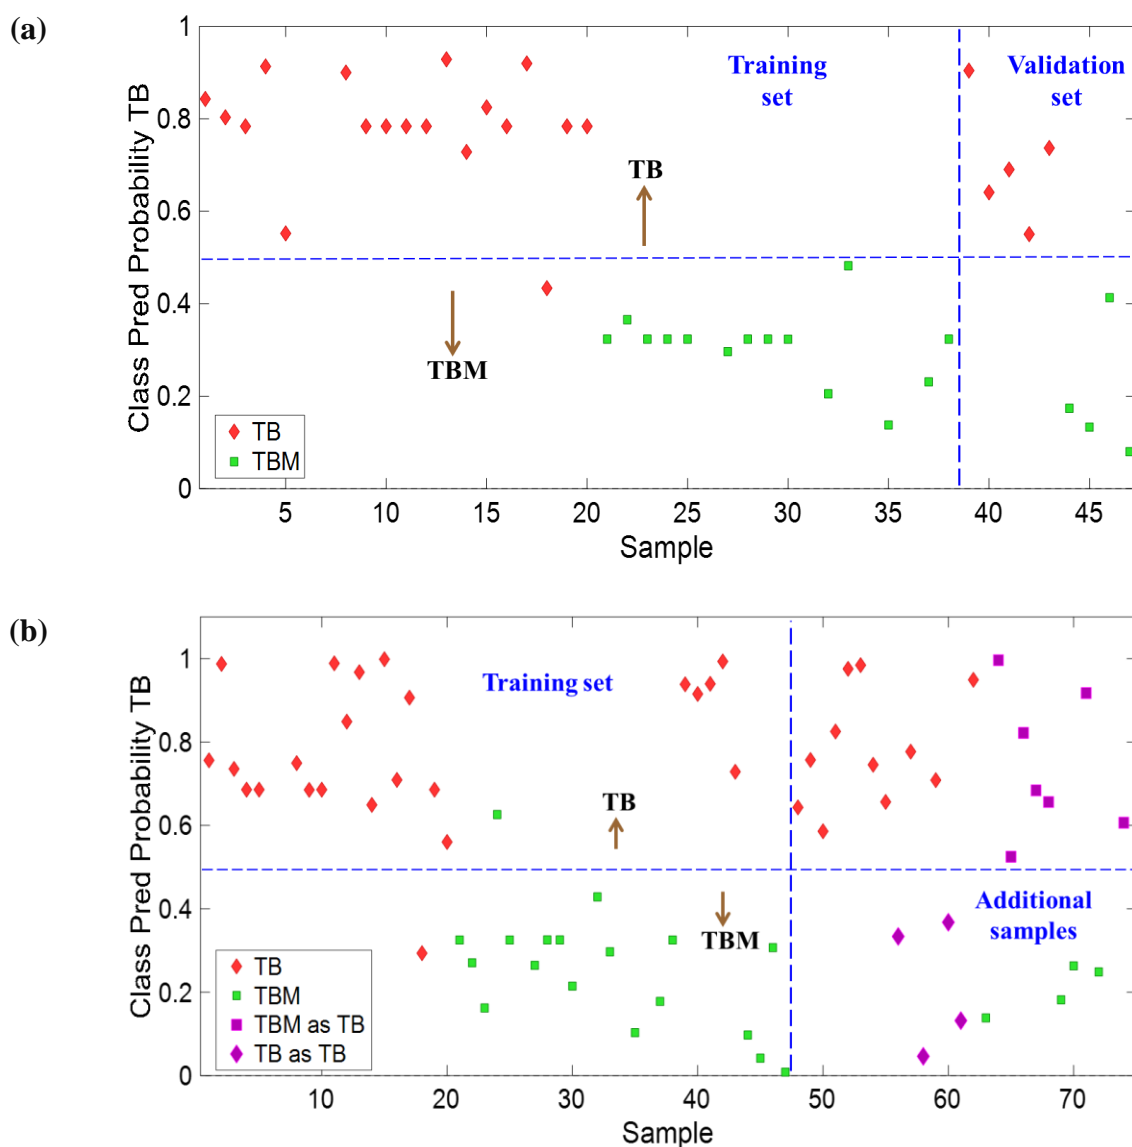 (a)
1
0.8
0.6
0.4
0.2
0
Class Pred Probability TB
Training
set
Validation
set
TB
TBM
TB
TBM
5 10 15 20 25 30 35 40 45
Sample
(b)
1
0.8
0.6
0.4
0.2
0
Class Pred Probability TB
Training set
TB
TBM
Additional
samples
TB
TBM
TBM as TB
TB as TB
10 20 30 40 50 60 70
Sample